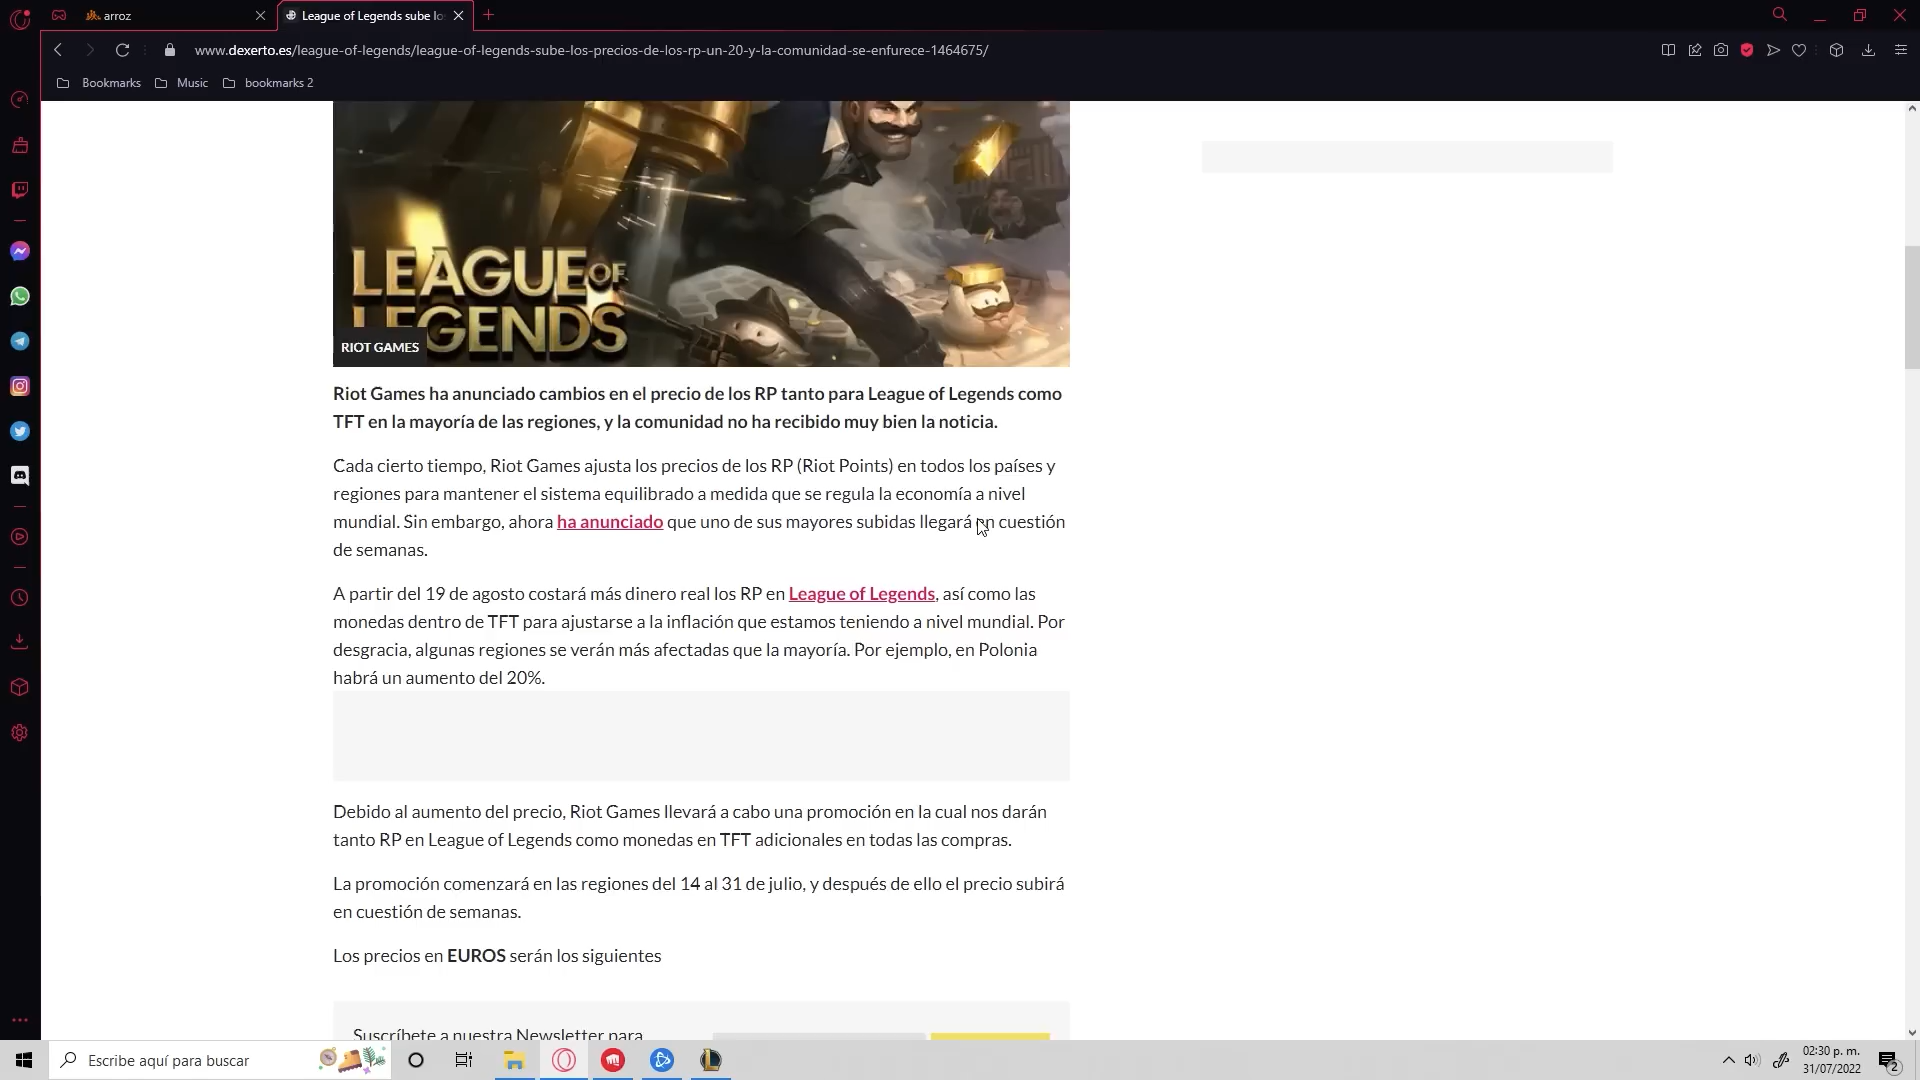 arroz
League of Legends sube lo
www.dexerto.es/league-of-legends/league-of-legends-sube-los-precios-de-los-rp-un-20-y-la-comunidad-se-enfurece-1464675/
Bookmarks
Music
bookmarks 2
LEAGUE OF
LEGENDS
RIOT GAMES
Riot Games ha anunciado cambios en el precio de los RP tanto para League of Legends como
TFT en la mayoría de las regiones, y la comunidad no ha recibido muy bien la noticia.
Cada cierto tiempo, Riot Games ajusta los precios de los RP (Riot Points) en todos los países y
regiones para mantener el sistema equilibrado a medida que se regula la economía a nivel
mundial. Sin embargo, ahora ha anunciado que uno de sus mayores subidas llegará en cuestión
de semanas.
A partir del 19 de agosto costará más dinero real los RP en League of Legends, así como las
monedas dentro de TFT para ajustarse a la inflación que estamos teniendo a nivel mundial. Por
desgracia, algunas regiones se verán más afectadas que la mayoría. Por ejemplo, en Polonia
habrá un aumento del 20%.
Debido al aumento del precio, Riot Games llevará a cabo una promoción en la cual nos darán
tanto RP en League of Legends como monedas en TFT adicionales en todas las compras.
La promoción comenzará en las regiones del 14 al 31 de julio, y después de ello el precio subirá
en cuestión de semanas.
Los precios en EUROS serán los siguientes
Suscríbete a nuestra Newsletter para
Escribe aquí para buscar
02:30 p. m.
31/07/2022
2